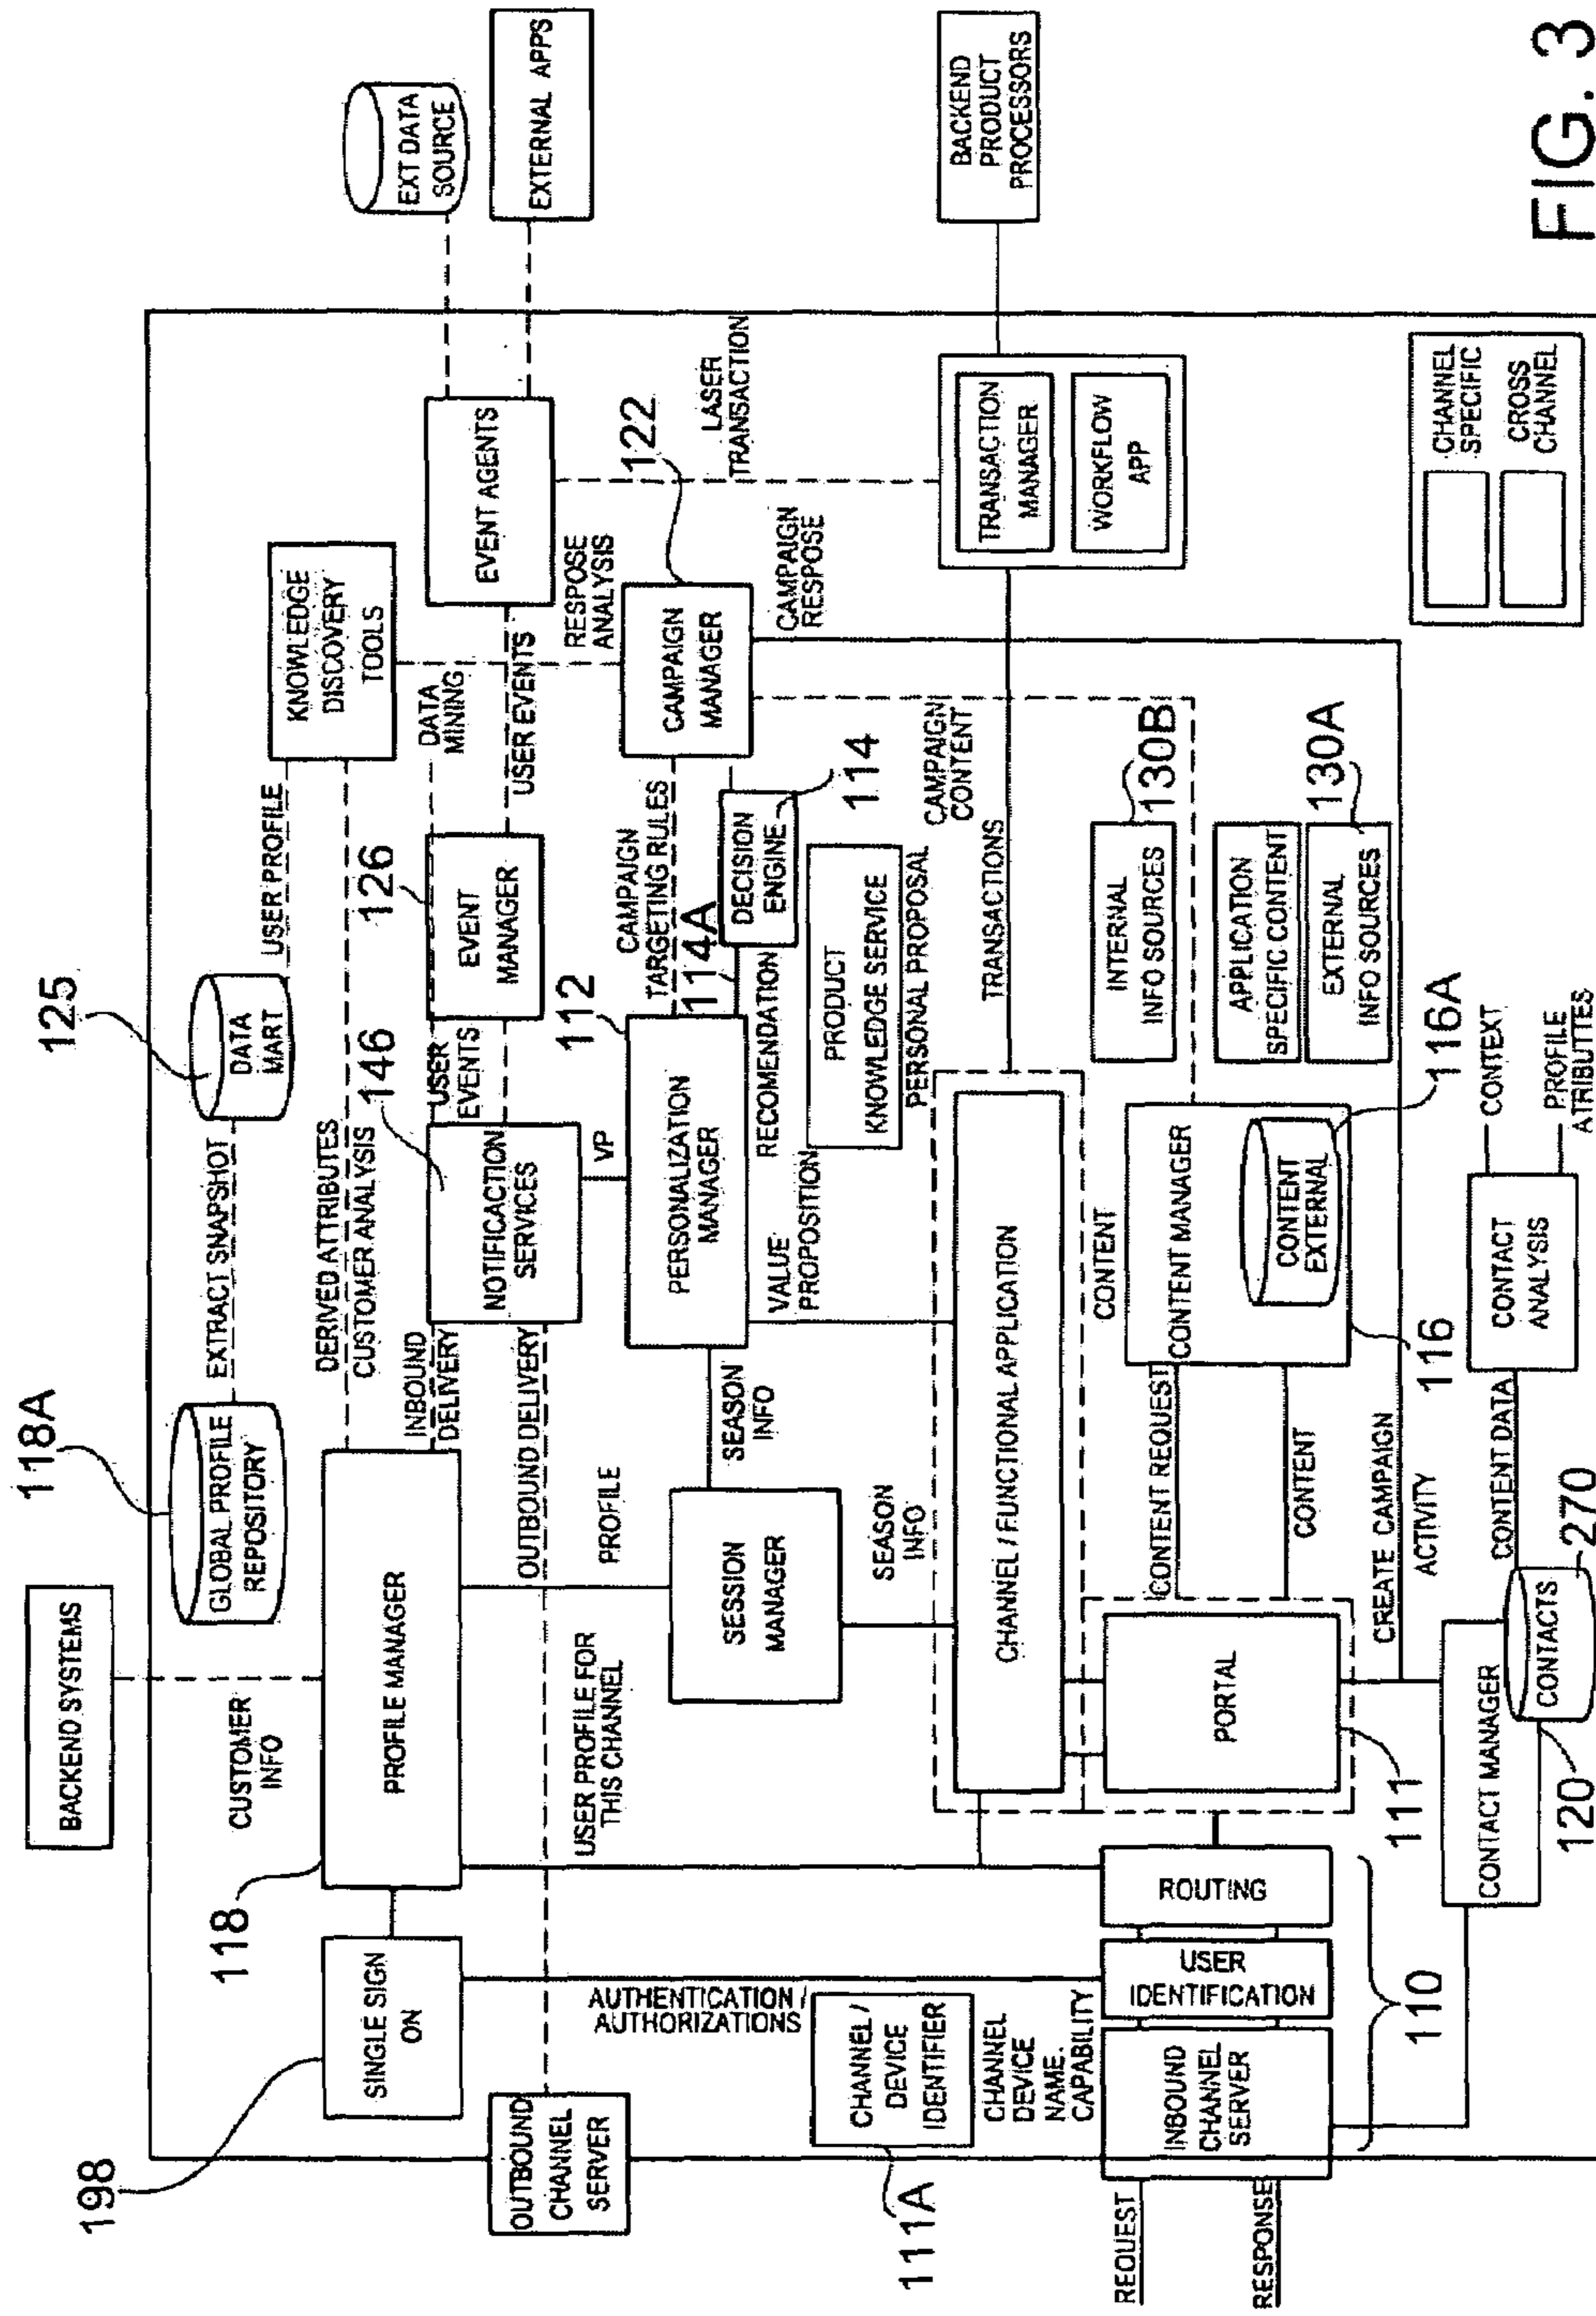 118A
125
BACKEND SYSTEMS
EXT DATA
SOURCE
EXTERNAL APPS
GLOBAL PROFILE
REPOSITORY
EXTRACT SNAPSHOT
DATA
MART
USER PROFILE
KNOWLEDGE
DISCOVERY
TOOLS
198
118
CUSTOMER
INFO
SINGLE SIGN
ON
PROFILE MANAGER
DERIVED ATTRIBUTES
CUSTOMER ANALYSIS
146
126
DATA
MINING
INBOUND
DELIVERY
OUTBOUND DELIVERY
NOTIFICACTION
SERVICES
USER
EVENTS
EVENT
MANAGER
USER EVENTS
EVENT AGENTS
RESPOSE
ANALYSIS
OUTBOUND
CHANNEL
SERVER
USER PROFILE FOR
THIS CHANNEL
PROFILE
VP
112
CAMPAIGN
TARGETING RULES
114A
122
LASER
TRANSACTION
AUTHENTICATION /
AUTHORIZATIONS
SESSION
MANAGER
SEASON
INFO
PERSONALIZATION
MANAGER
RECOMENDATION
DECISION
ENGINE
114
CAMPAIGN
MANAGER
CAMPAIGN
RESPOSE
111A
CHANNEL /
DEVICE
IDENTIFIER
VALUE
PROPOSITION
PRODUCT
KNOWLEDGE SERVICE
PERSONAL PROPOSAL
CAMPAIGN
CONTENT
SEASON
INFO
TRANSACTIONS
TRANSACTION
MANAGER
WORKFLOW
APP
BACKEND
PRODUCT
PROCESSORS
CHANNEL
DEVICE
NAME.
CAPABILITY
CHANNEL / FUNCTIONAL APPLICATION
CONTENT
REQUEST
RESPONSE
INBOUND
CHANNEL
SERVER
USER
IDENTIFICATION
ROUTING
PORTAL
CONTENT REQUEST
CONTENT
CONTENT MANAGER
CONTENT
EXTERNAL
INTERNAL
INFO SOURCES
130B
APPLICATION
SPECIFIC CONTENT
EXTERNAL
INFO SOURCES
130A
110
111
CREATE CAMPAIGN
ACTIVITY
116
116A
CONTACT MANAGER
CONTACTS
120
270
CONTENT DATA
CONTACT
ANALYSIS
CONTEXT
PROFILE
ATRIBUTES
CHANNEL
SPECIFIC
CROSS
CHANNEL
FIG. 3